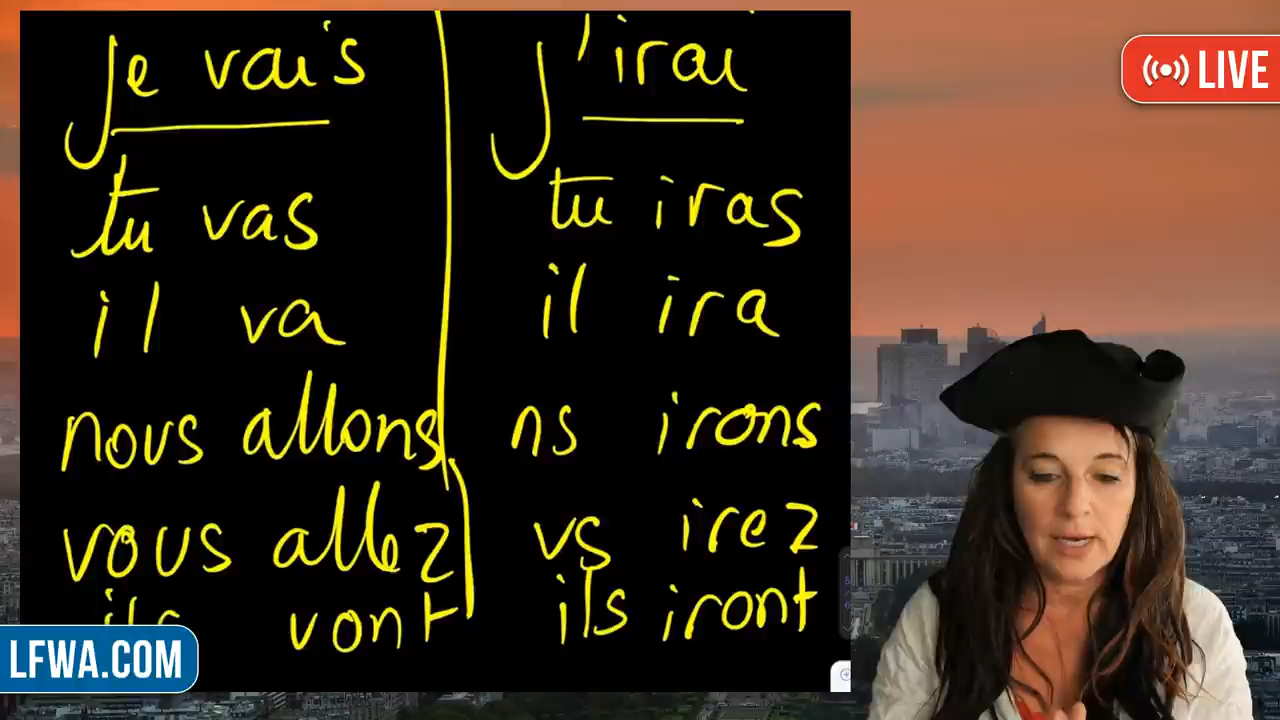 je vais
tu vas
il va
nous allons
vous allez
ils vont
j'irai
tu iras
il ira
ns irons
vs irez
ils iront
LIVE
LFWA.COM